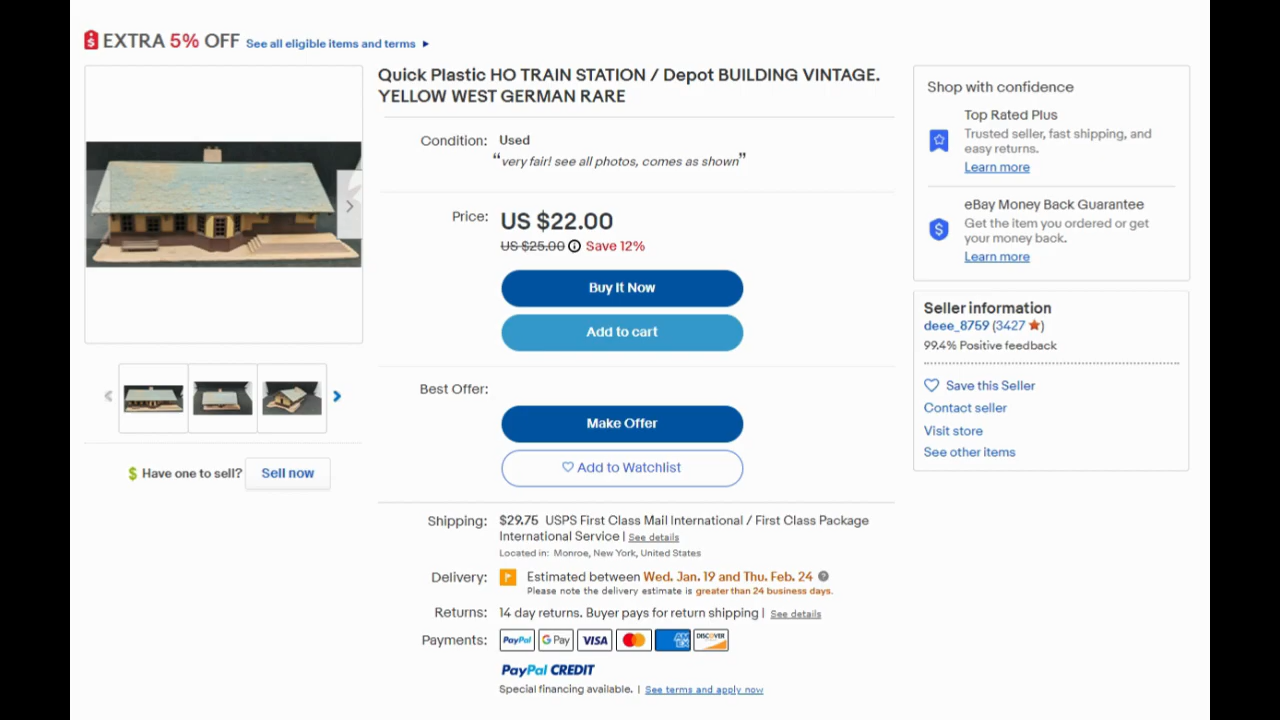 EXTRA 5% OFF See all eligible items and terms
Quick Plastic HO TRAIN STATION / Depot BUILDING VINTAGE.
YELLOW WEST GERMAN RARE
Condition: Used
“very fair! see all photos, comes as shown”
Price: US $22.00
US $25.00 Save 12%
Buy It Now
Add to cart
Best Offer:
Make Offer
Add to Watchlist
$ Have one to sell? Sell now
Shipping: $29.75 USPS First Class Mail International / First Class Package
International Service | See details
Located in: Monroe, New York, United States
Delivery: Estimated between Wed. Jan. 19 and Thu. Feb. 24
Please note the delivery estimate is greater than 24 business days.
Returns: 14 day returns. Buyer pays for return shipping | See details
Payments: PayPal G Pay VISA AMEX DISCOVER
PayPal CREDIT
Special financing available. | See terms and apply now
Shop with confidence
Top Rated Plus
Trusted seller, fast shipping, and
easy returns.
Learn more
eBay Money Back Guarantee
Get the item you ordered or get
your money back.
Learn more
Seller information
deee_8759 (3427)
99.4% Positive feedback
Save this Seller
Contact seller
Visit store
See other items